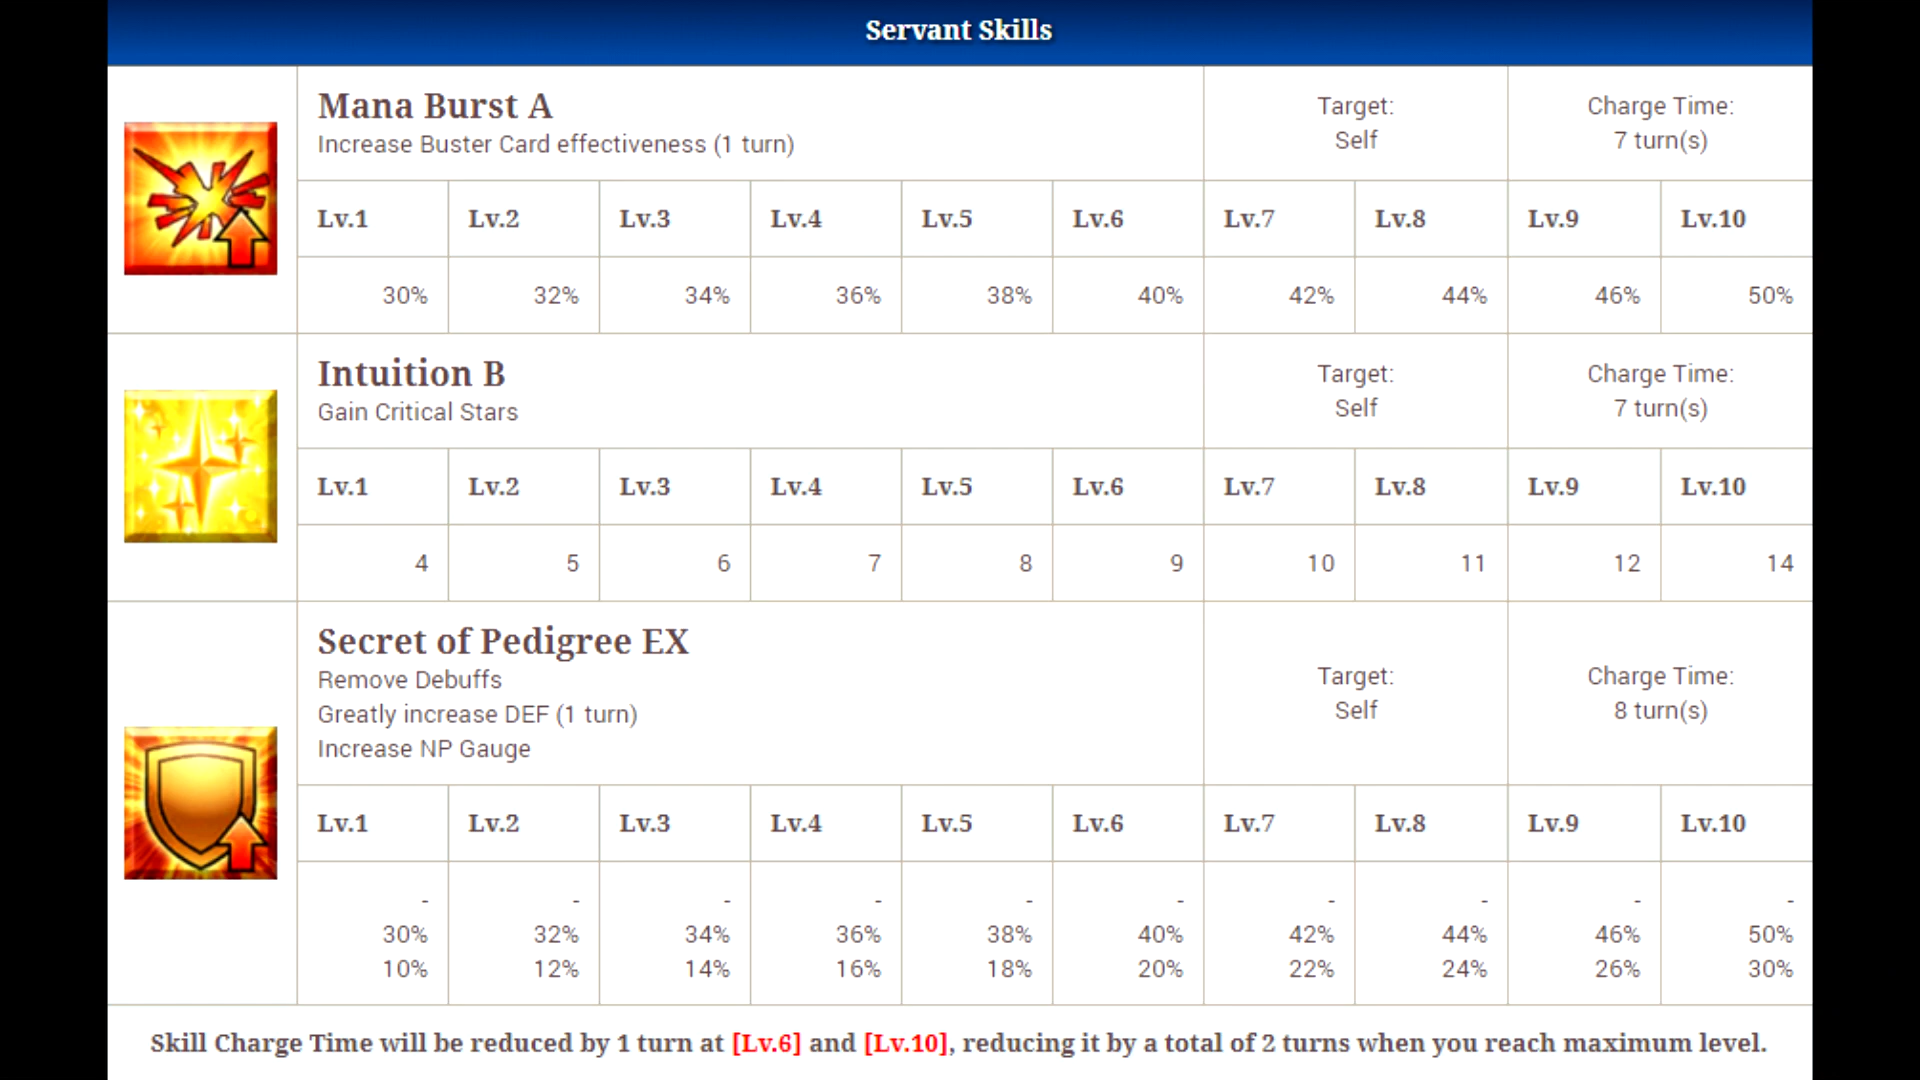 Servant Skills
Mana Burst A
Increase Buster Card effectiveness (1 turn)
Target:
Self
Charge Time:
7 turn(s)
Lv.1 Lv.2 Lv.3 Lv.4 Lv.5 Lv.6 Lv.7 Lv.8 Lv.9 Lv.10
30% 32% 34% 36% 38% 40% 42% 44% 46% 50%
Intuition B
Gain Critical Stars
Target:
Self
Charge Time:
7 turn(s)
Lv.1 Lv.2 Lv.3 Lv.4 Lv.5 Lv.6 Lv.7 Lv.8 Lv.9 Lv.10
4 5 6 7 8 9 10 11 12 14
Secret of Pedigree EX
Remove Debuffs
Greatly increase DEF (1 turn)
Increase NP Gauge
Target:
Self
Charge Time:
8 turn(s)
Lv.1 Lv.2 Lv.3 Lv.4 Lv.5 Lv.6 Lv.7 Lv.8 Lv.9 Lv.10
- - - - - - - - - -
30% 32% 34% 36% 38% 40% 42% 44% 46% 50%
10% 12% 14% 16% 18% 20% 22% 24% 26% 30%
Skill Charge Time will be reduced by 1 turn at [Lv.6] and [Lv.10], reducing it by a total of 2 turns when you reach maximum level.